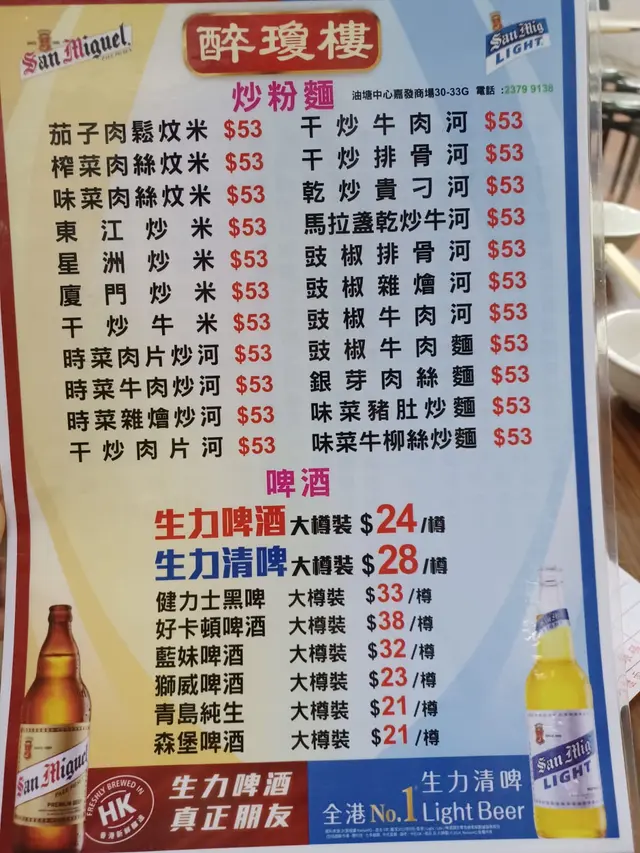 San Miguel
醉瓊樓
San Mig
LIGHT
炒粉麵
油塘中心嘉發商場30-33G 電話 :2379 9138
茄子肉鬆炆米 $53
榨菜肉絲炆米 $53
味菜肉絲炆米 $53
東江炒米 $53
星洲炒米 $53
廈門炒米 $53
干炒牛米 $53
時菜肉片炒河 $53
時菜牛肉炒河 $53
時菜雜燴炒河 $53
干炒肉片河 $53
干炒牛肉河 $53
干炒排骨河 $53
乾炒貴刁河 $53
馬拉盞乾炒牛河 $53
豉椒排骨河 $53
豉椒雜燴河 $53
豉椒牛肉河 $53
豉椒牛肉麵 $53
銀芽肉絲麵 $53
味菜豬肚炒麵 $53
味菜牛柳絲炒麵 $53
啤酒
生力啤酒 大樽裝 $24/樽
生力清啤 大樽裝 $28/樽
健力士黑啤 大樽裝 $33/樽
好卡頓啤酒 大樽裝 $38/樽
藍妹啤酒 大樽裝 $32/樽
獅威啤酒 大樽裝 $23/樽
青島純生 大樽裝 $21/樽
森堡啤酒 大樽裝 $21/樽
San Miguel
FRESHLY BREWED IN
HK
生力啤酒
真正朋友
生力清啤
全港No.1 Light Beer
San Mig
LIGHT